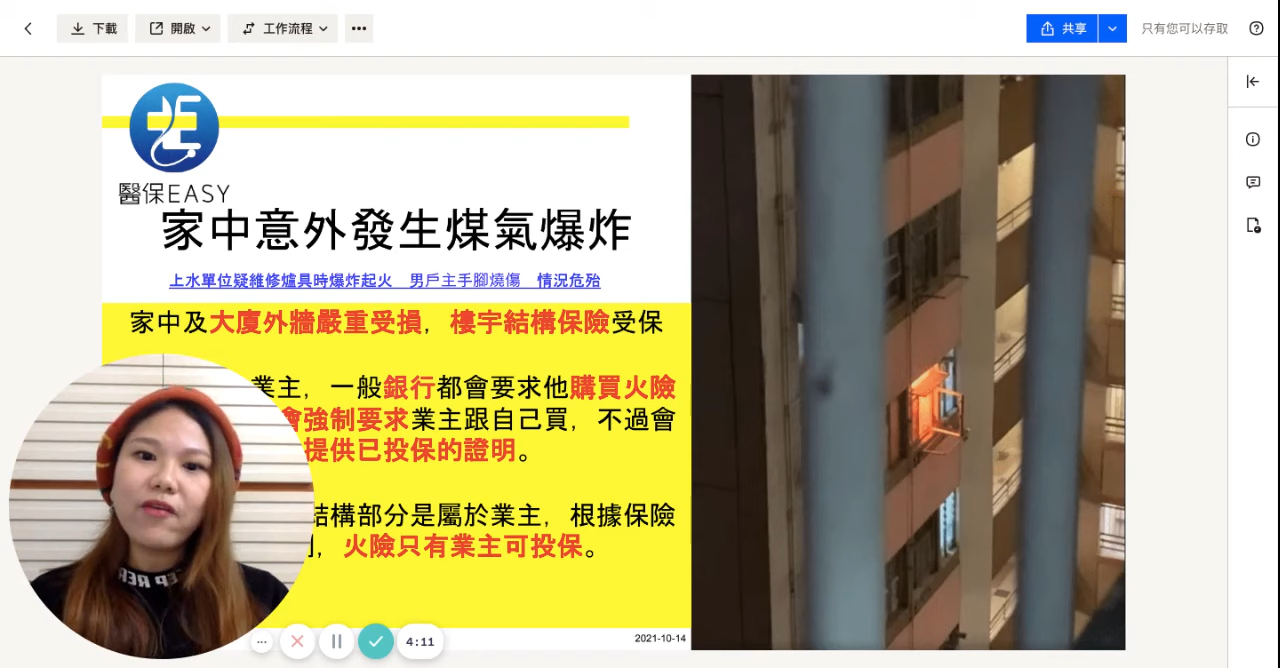 下載
開啟
工作流程
共享
只有您可以存取
醫保EASY
家中意外發生煤氣爆炸
上水單位疑維修爐具時爆炸起火　男戶主手腳燒傷　情況危殆
家中及大廈外牆嚴重受損，樓宇結構保險受保
業主，一般銀行都會要求他購買火險
會強制要求業主跟自己買，不過會
提供已投保的證明。
結構部分是屬於業主，根據保險
，火險只有業主可投保。
4:11
2021-10-14